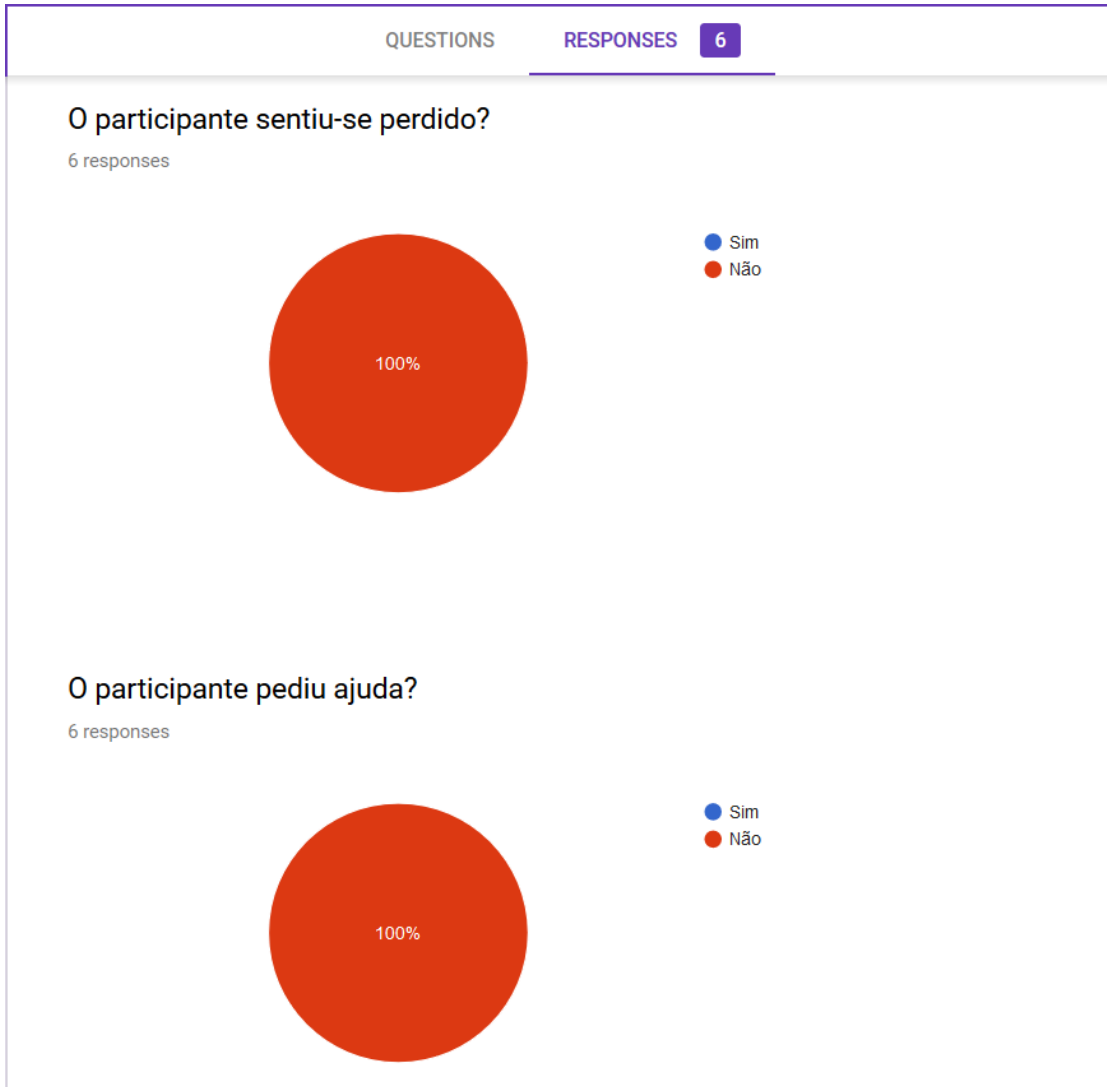 QUESTIONS RESPONSES 6
O participante sentiu-se perdido?
6 responses
Sim
Não
100%
O participante pediu ajuda?
6 responses
Sim
Não
100%